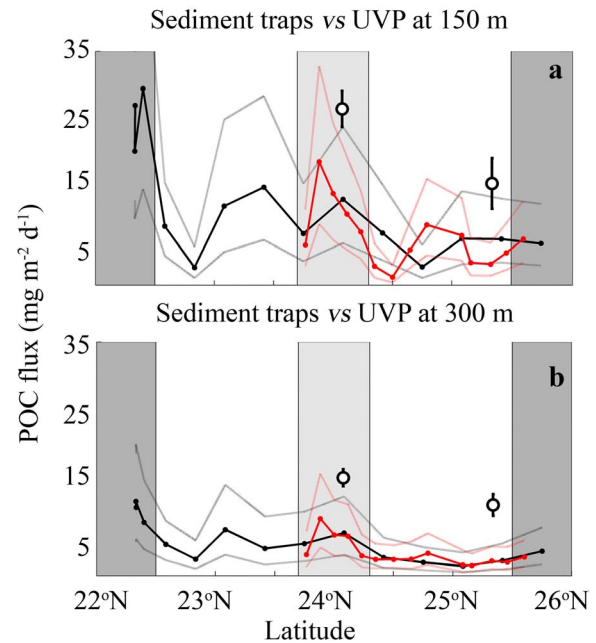 Sediment traps vs UVP at 150 m
35
a
25
15
5
Sediment traps vs UVP at 300 m
35
b
25
15
5
POC flux (mg m⁻² d⁻¹)
22ºN 23ºN 24ºN 25ºN 26ºN
Latitude